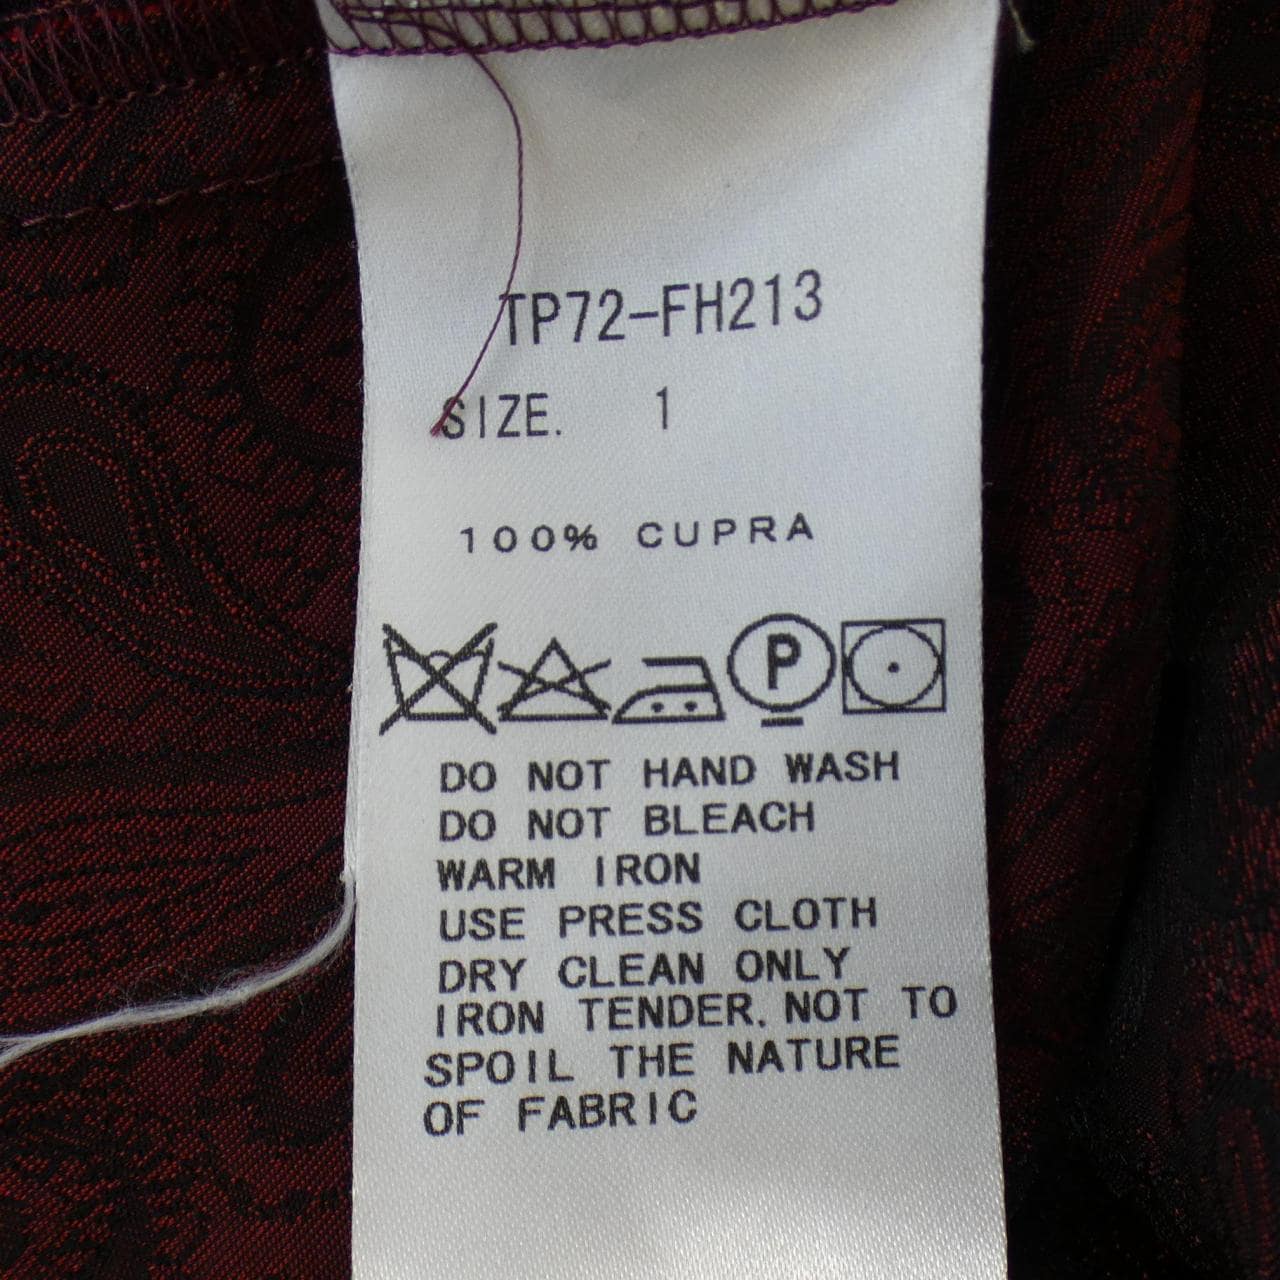 TP72-FH213
SIZE. 1
100% CUPRA
P
DO NOT HAND WASH
DO NOT BLEACH
WARM IRON
USE PRESS CLOTH
DRY CLEAN ONLY
IRON TENDER. NOT TO
SPOIL THE NATURE
OF FABRIC